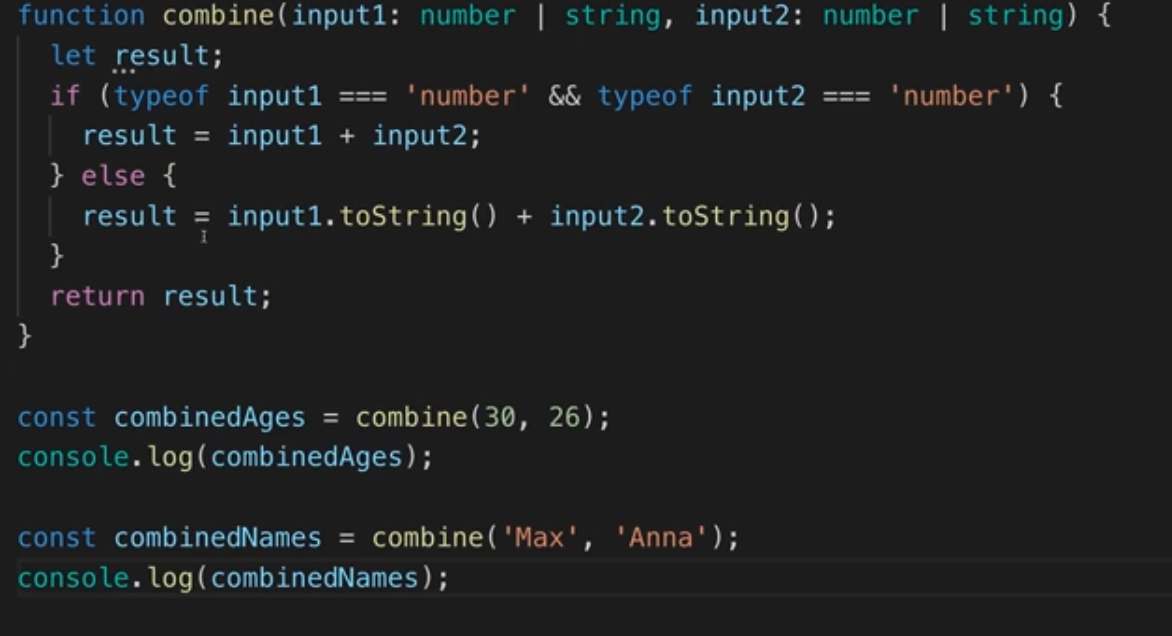 function combine(input1: number | string, input2: number | string) {
  let result;
  if (typeof input1 === 'number' && typeof input2 === 'number') {
    result = input1 + input2;
  } else {
    result = input1.toString() + input2.toString();
  }
  return result;
}

const combinedAges = combine(30, 26);
console.log(combinedAges);

const combinedNames = combine('Max', 'Anna');
console.log(combinedNames);